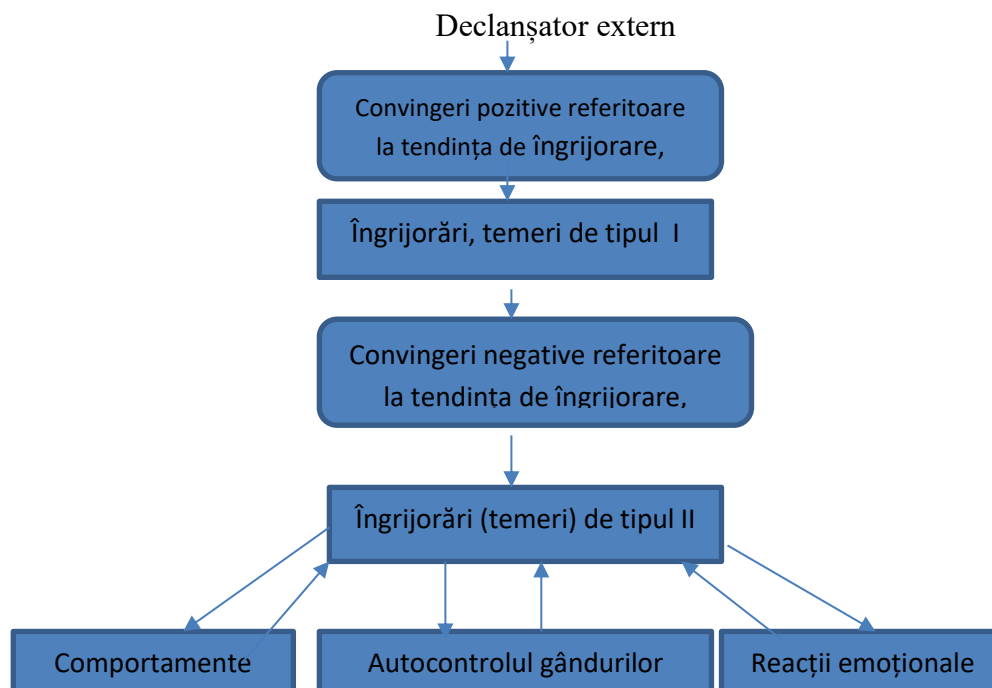 Declanșator extern
Convingeri pozitive referitoare
la tendința de îngrijorare,
Îngrijorări, temeri de tipul I
Convingeri negative referitoare
la tendința de îngrijorare,
Îngrijorări (temeri) de tipul II
Comportamente
Autocontrolul gândurilor
Reacții emoționale